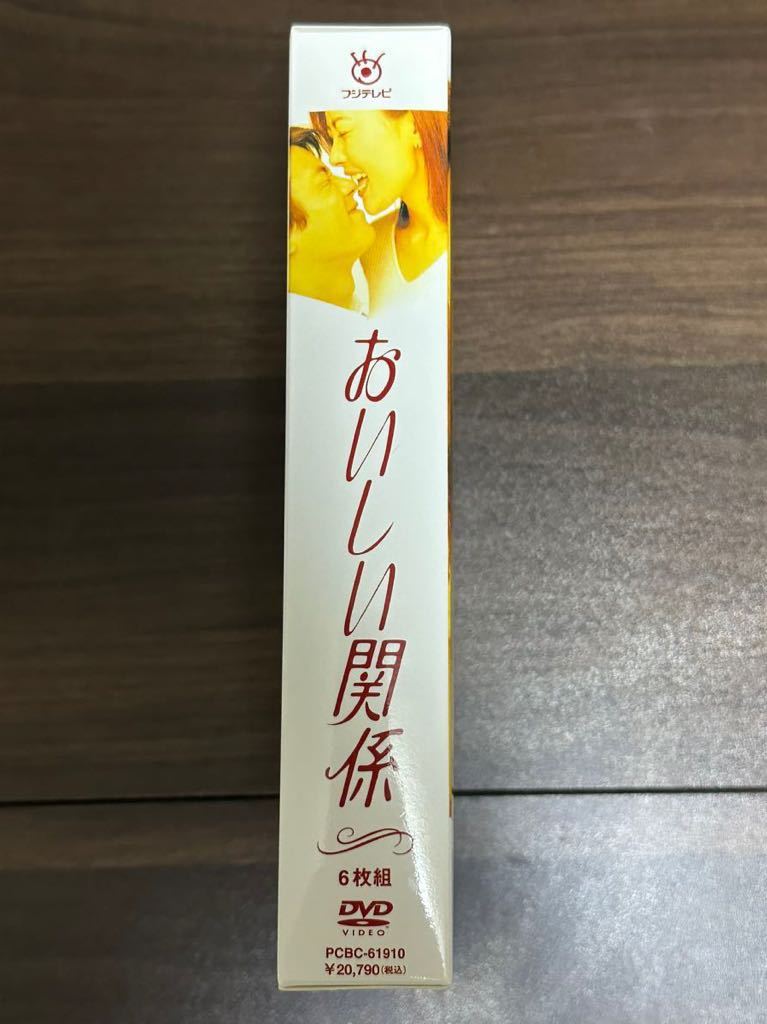 フジテレビ
おいしい関係
6枚組
DVD
VIDEO
PCBC-61910
¥20,790(税込)